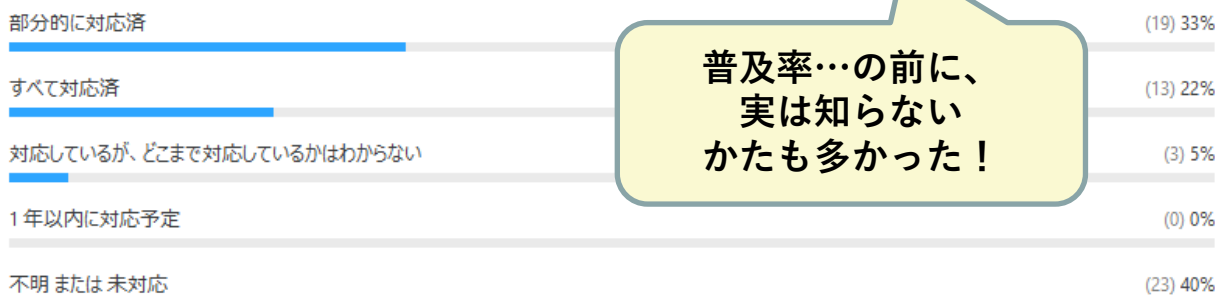 部分的に対応済
(19) 33%
普及率…の前に、
実は知らない
かたも多かった！
すべて対応済
(13) 22%
対応しているが、どこまで対応しているかはわからない
(3) 5%
1 年以内に対応予定
(0) 0%
不明 または 未対応
(23) 40%